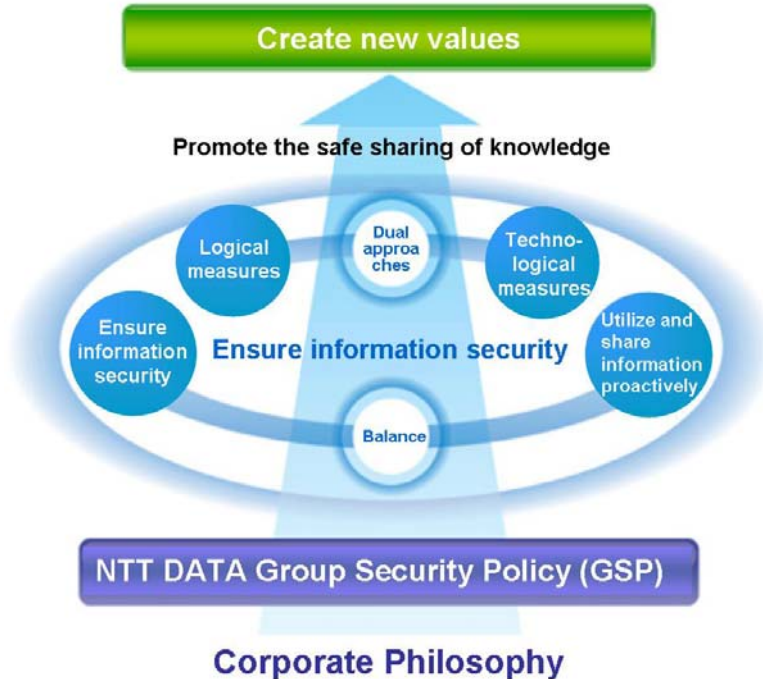 Create new values
Promote the safe sharing of knowledge
Logical
measures
Dual
approa
ches
Techno-
logical
measures
Ensure
information
security
Ensure information security
Utilize and
share
information
proactively
Balance
NTT DATA Group Security Policy (GSP)
Corporate Philosophy